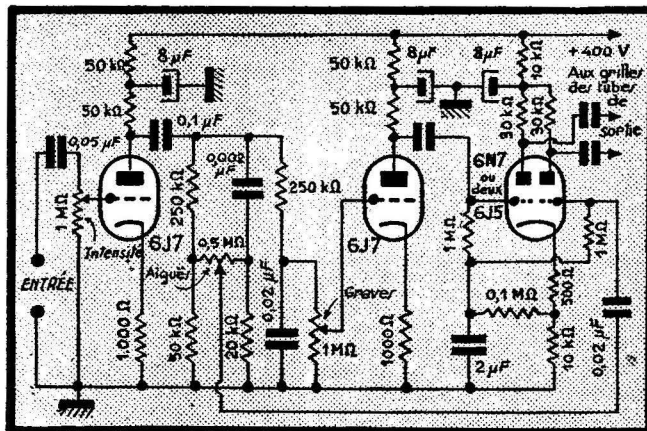 50 kΩ
8 µF
50 kΩ
0,1 µF
0,05 µF
1 MΩ
Intensité
6J7
ENTRÉE
1.000 Ω
250 kΩ
0,002
µF
250 kΩ
0,5 MΩ
Aiguës
50 kΩ
20 kΩ
0,02 µF
Graves
1 MΩ
50 kΩ
50 kΩ
8 µF
8 µF
6J7
1000 Ω
10 kΩ
30 kΩ
30 kΩ
+400 V
Aux grilles
des tubes
de
sortie
6N7
ou
deux
6J5
1 MΩ
1 MΩ
0,1 MΩ
500 Ω
2 µF
10 kΩ
0,02 µF